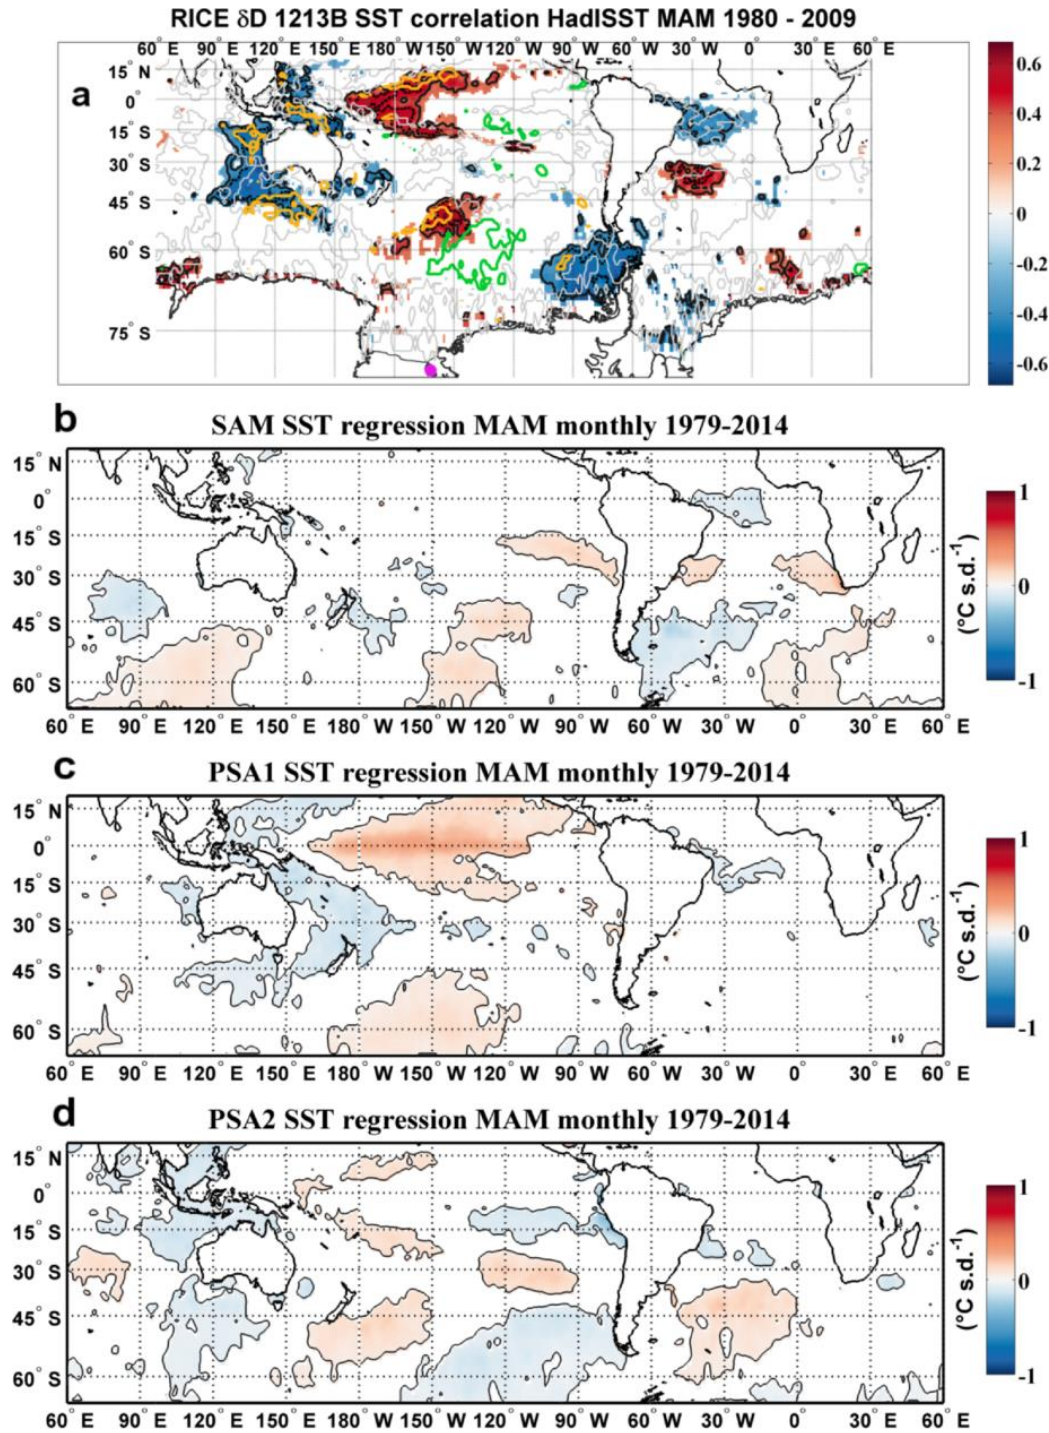 RICE δD 1213B SST correlation HadISST MAM 1980 - 2009
60° E 90° E 120° E 150° E 180° W 150° W 120° W 90° W 60° W 30° W 0° 30° E 60° E
a
15° N
0°
15° S
30° S
45° S
60° S
75° S
0.6
0.4
0.2
0
-0.2
-0.4
-0.6
b
SAM SST regression MAM monthly 1979-2014
15° N
0°
15° S
30° S
45° S
60° S
60° E 90° E 120° E 150° E 180° W 150° W 120° W 90° W 60° W 30° W 0° 30° E 60° E
1
0
-1
(°C s.d.⁻¹)
c
PSA1 SST regression MAM monthly 1979-2014
15° N
0°
15° S
30° S
45° S
60° S
60° E 90° E 120° E 150° E 180° W 150° W 120° W 90° W 60° W 30° W 0° 30° E 60° E
1
0
-1
(°C s.d.⁻¹)
d
PSA2 SST regression MAM monthly 1979-2014
15° N
0°
15° S
30° S
45° S
60° S
60° E 90° E 120° E 150° E 180° W 150° W 120° W 90° W 60° W 30° W 0° 30° E 60° E
1
0
-1
(°C s.d.⁻¹)